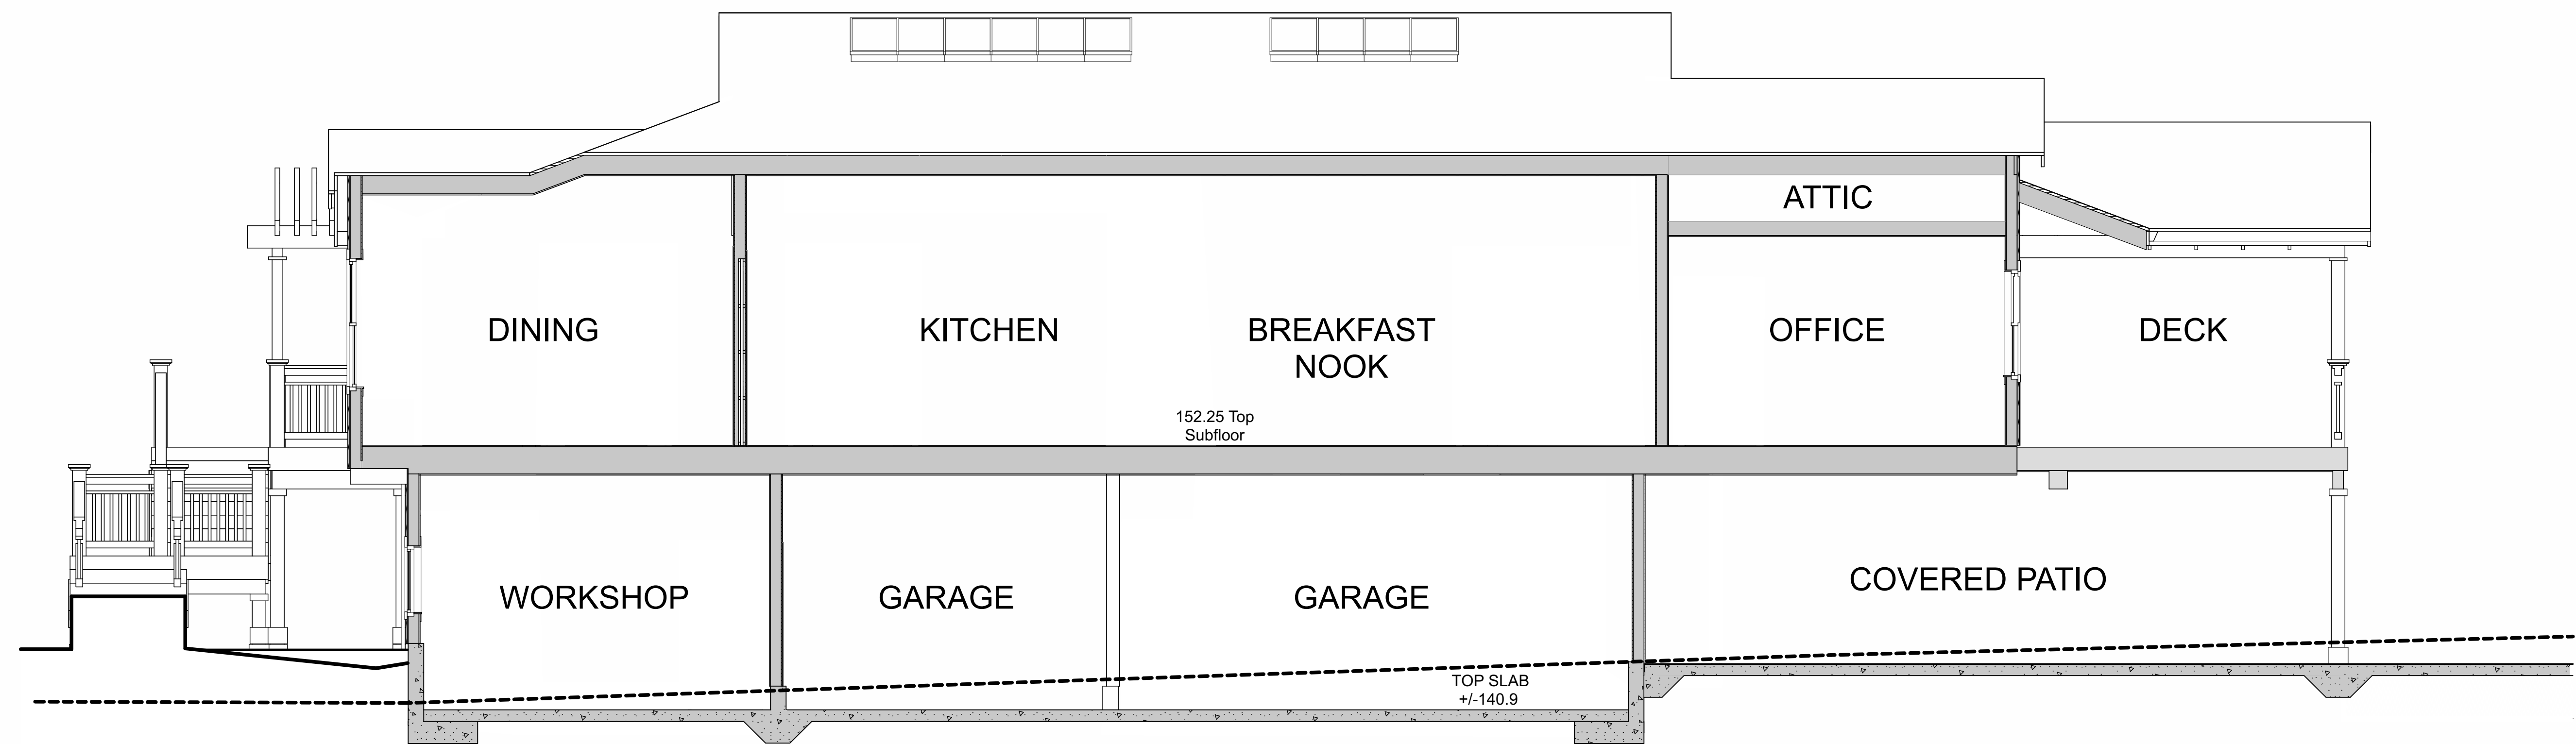 ATTIC
DINING
KITCHEN
BREAKFAST
NOOK
OFFICE
DECK
152.25 Top
Subfloor
WORKSHOP
GARAGE
GARAGE
COVERED PATIO
TOP SLAB
+/-140.9